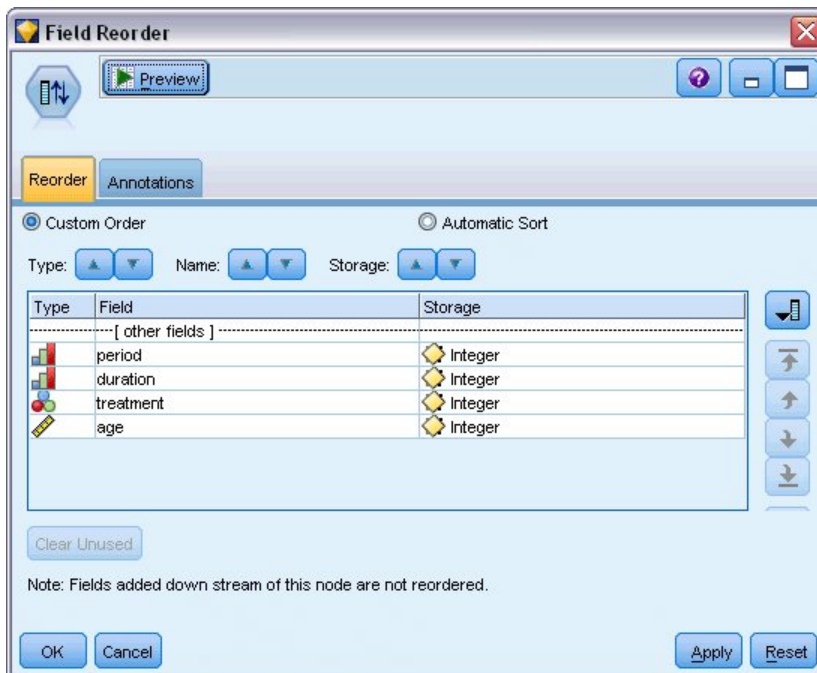 Field Reorder
Preview
Reorder Annotations
Custom Order Automatic Sort
Type: Name: Storage:
Type Field Storage
[ other fields ]
period Integer
duration Integer
treatment Integer
age Integer
Clear Unused
Note: Fields added down stream of this node are not reordered.
OK Cancel Apply Reset